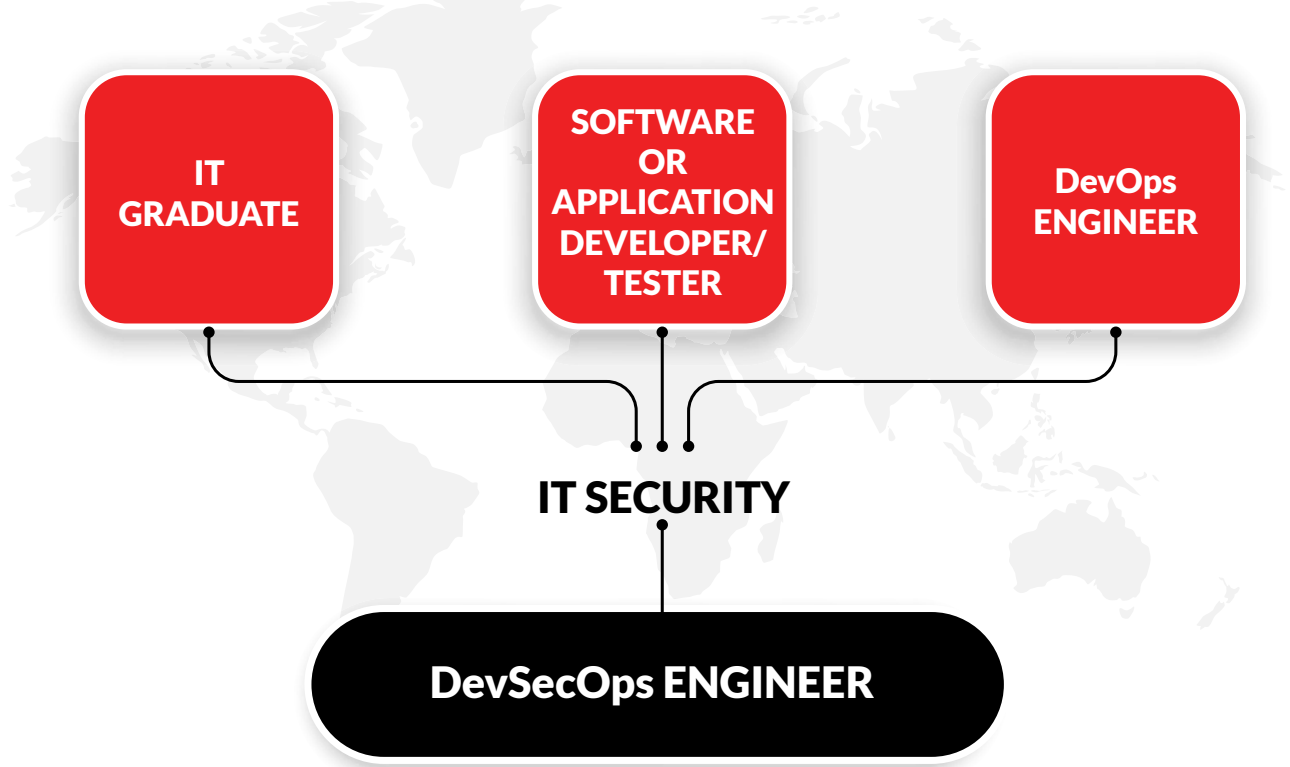 IT
GRADUATE
SOFTWARE
OR
APPLICATION
DEVELOPER/
TESTER
DevOps
ENGINEER
IT SECURITY
DevSecOps ENGINEER